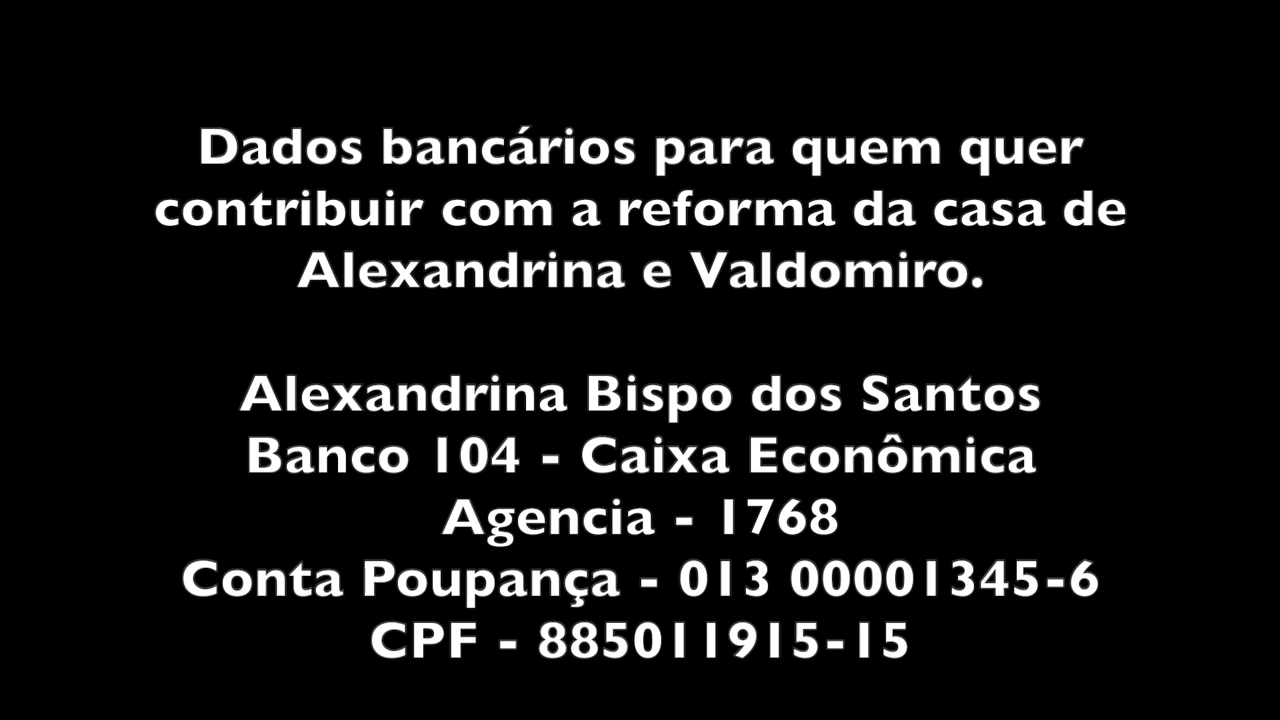 Dados bancários para quem quer
contribuir com a reforma da casa de
Alexandrina e Valdomiro.
Alexandrina Bispo dos Santos
Banco 104 - Caixa Econômica
Agencia - 1768
Conta Poupança - 013 00001345-6
CPF - 885011915-15